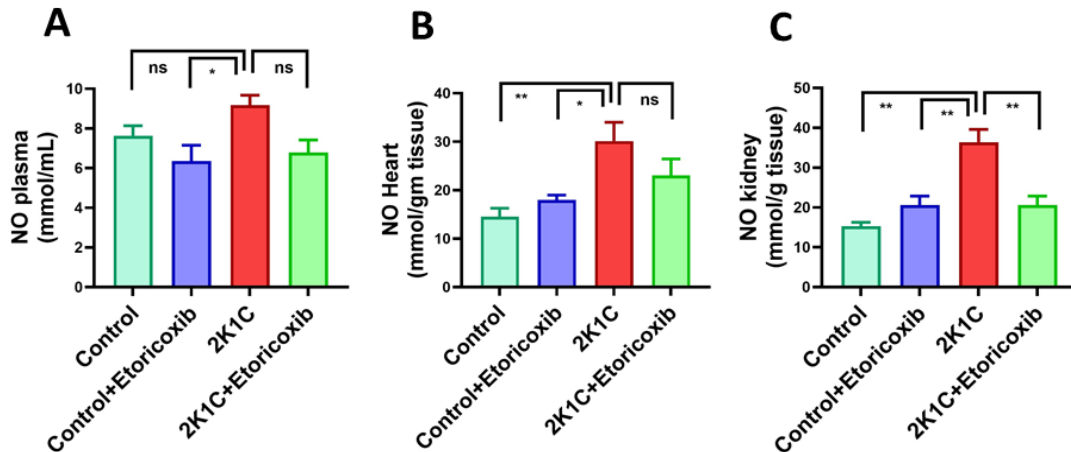 A
ns
*
ns
NO plasma
(mmol/mL)
10
8
6
4
2
0
Control
Control+Etoricoxib
2K1C
2K1C+Etoricoxib
B
**
*
ns
NO Heart
(mmol/gm tissue)
40
30
20
10
0
Control
Control+Etoricoxib
2K1C
2K1C+Etoricoxib
C
**
**
**
NO kidney
(mmol/g tissue)
50
40
30
20
10
0
Control
Control+Etoricoxib
2K1C
2K1C+Etoricoxib